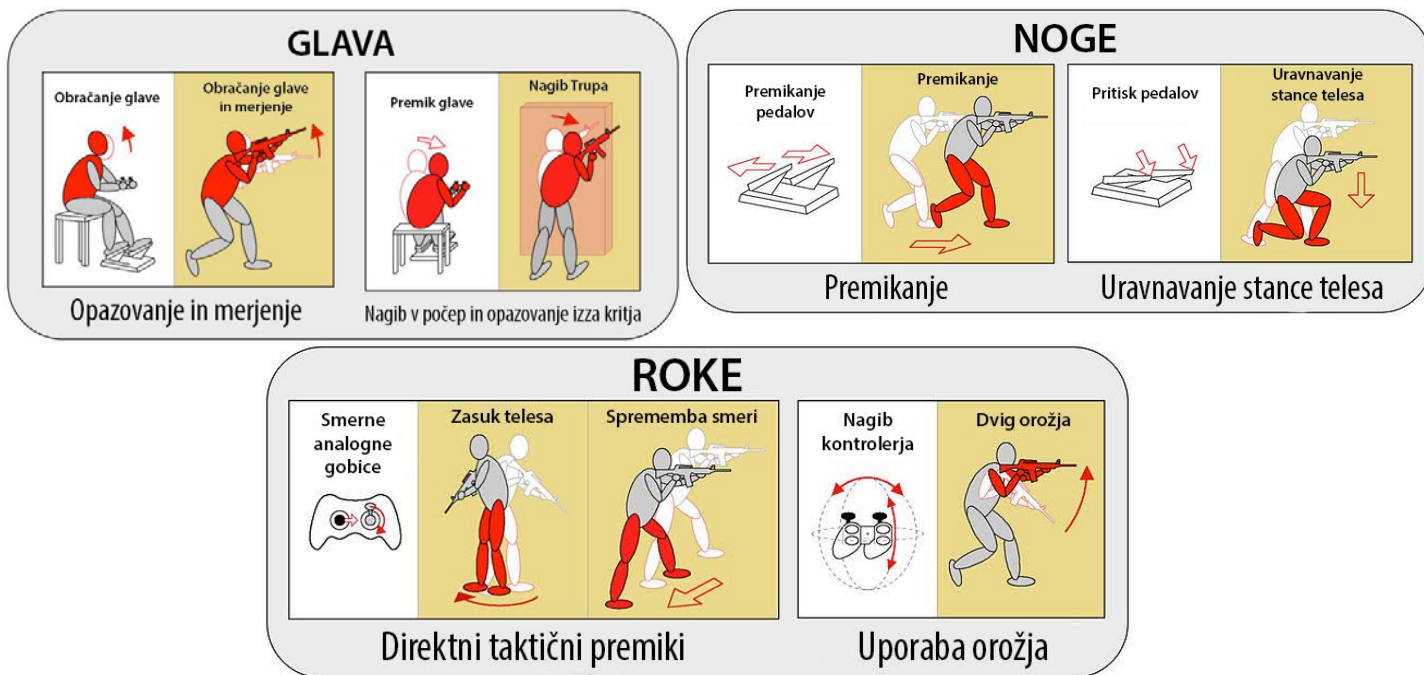 GLAVA
Obračanje glave
Obračanje glave
in merjenje
Premik glave
Nagib Trupa
Opazovanje in merjenje
Nagib v počep in opazovanje izza kritja
NOGE
Premikanje
pedalov
Premikanje
Pritisk pedalov
Uravnavanje
stance telesa
Premikanje
Uravnavanje stance telesa
ROKE
Smerne
analogne
gobice
Zasuk telesa
Sprememba smeri
Nagib
kontrolerja
Dvig orožja
Direktni taktični premiki
Uporaba orožja